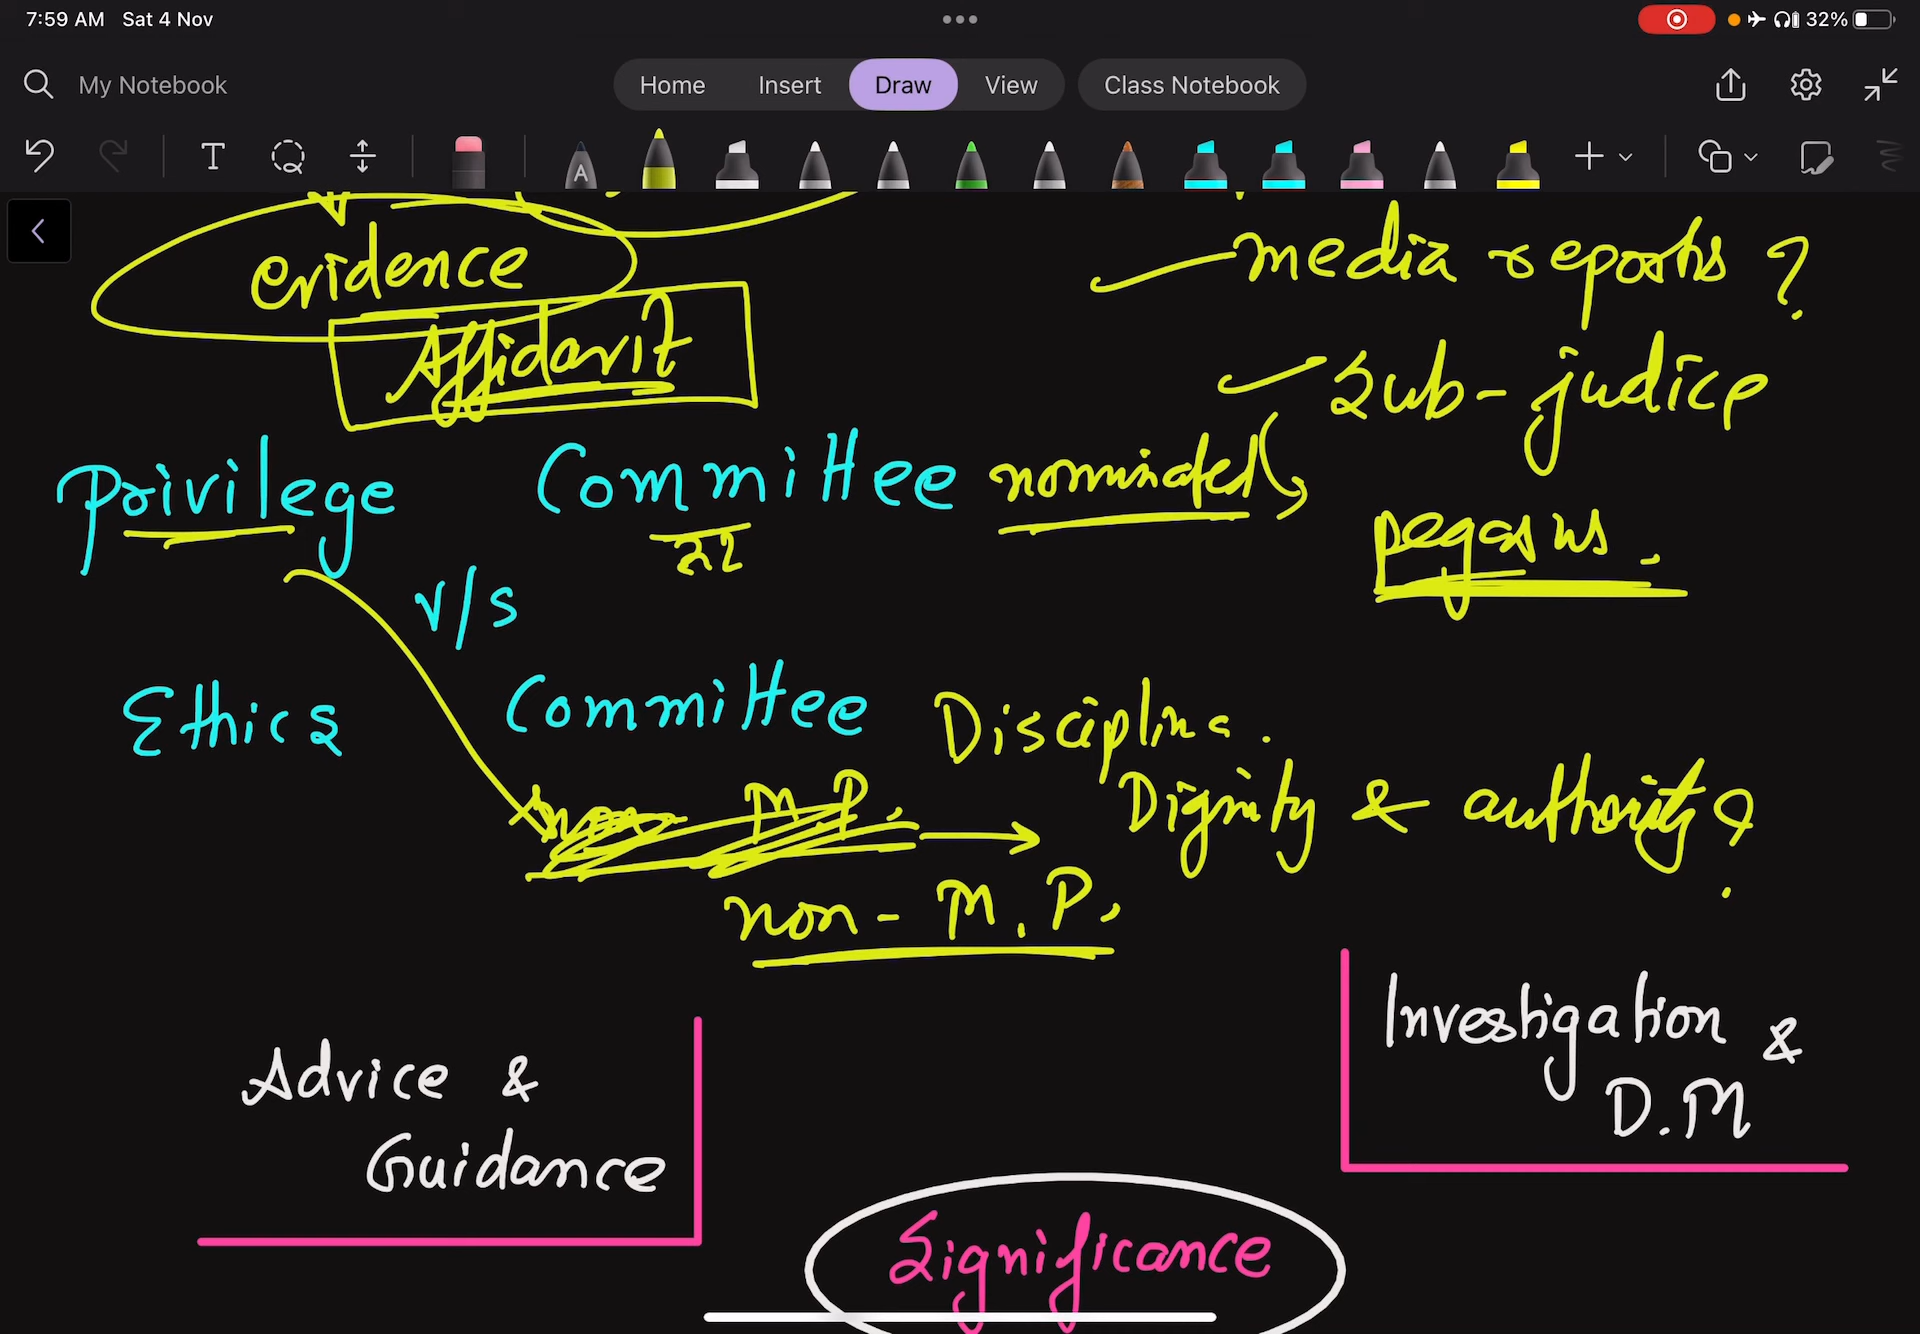 7:59 AM Sat 4 Nov
32%
My Notebook
Home Insert Draw View Class Notebook
T
A
evidence
Affidavit
media reports ?
sub-judice
Privilege Committee nominated
pegasus.
v/s
Ethics Committee Discipline.
M.P.
Dignity & authority ?
non-M.P.
Investigation &
D.M
Advice &
Guidance
Significance